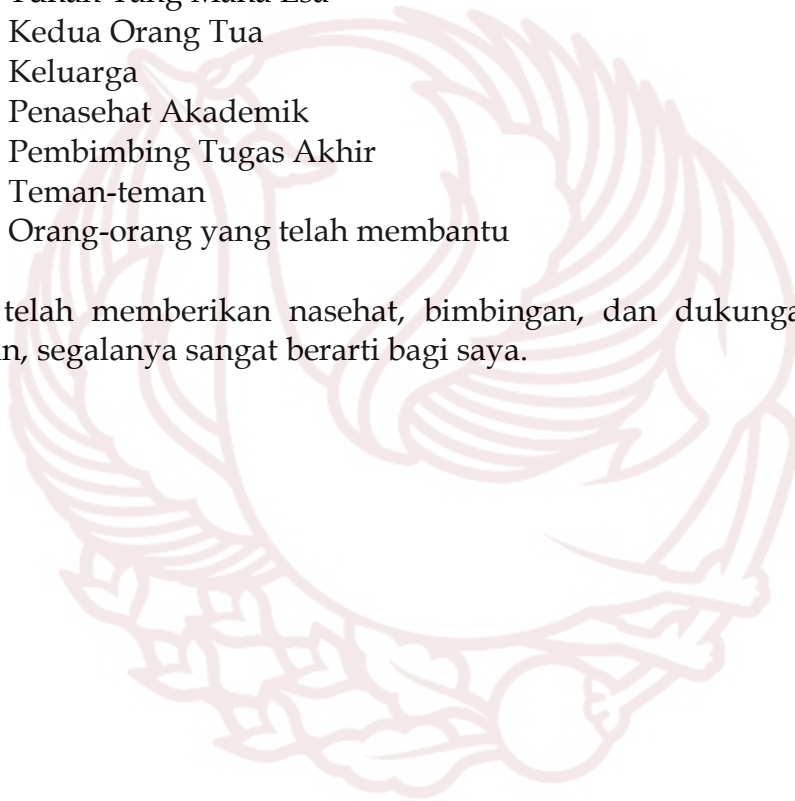 Kedua Orang Tua
Keluarga
Penasehat Akademik
Pembimbing Tugas Akhir
Teman-teman
Orang-orang yang telah membantu
telah memberikan nasehat, bimbingan, dan
segalanya sangat berarti bagi saya.